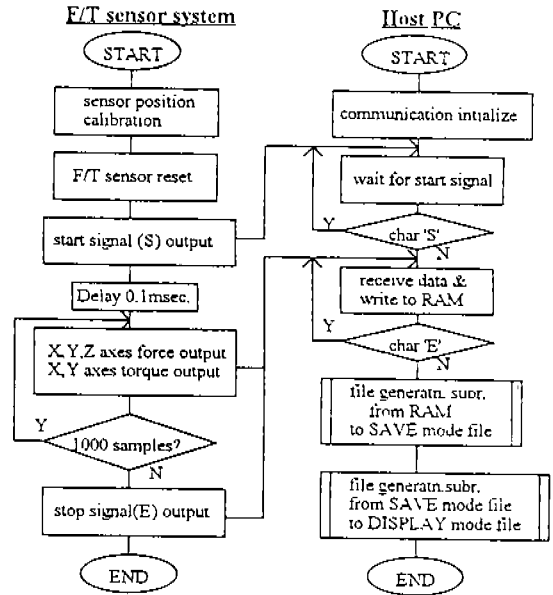 F/T sensor system
START
sensor position
calibration
F/T sensor reset
start signal (S) output
Delay 0.1msec.
X,Y,Z axes force output
X,Y axes torque output
Y
1000 samples?
N
stop signal(E) output
END
Host PC
START
communication intialize
wait for start signal
Y
char 'S'
N
receive data &
write to RAM
Y
char 'E'
N
file generatn. subr.
from RAM
to SAVE mode file
file generatn.subr.
from SAVE mode file
to DISPLAY mode file
END